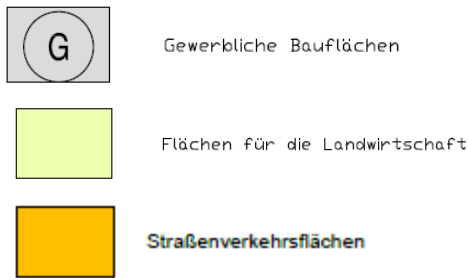 G Gewerbliche Bauflächen
Flächen für die Landwirtschaft
Straßenverkehrsflächen